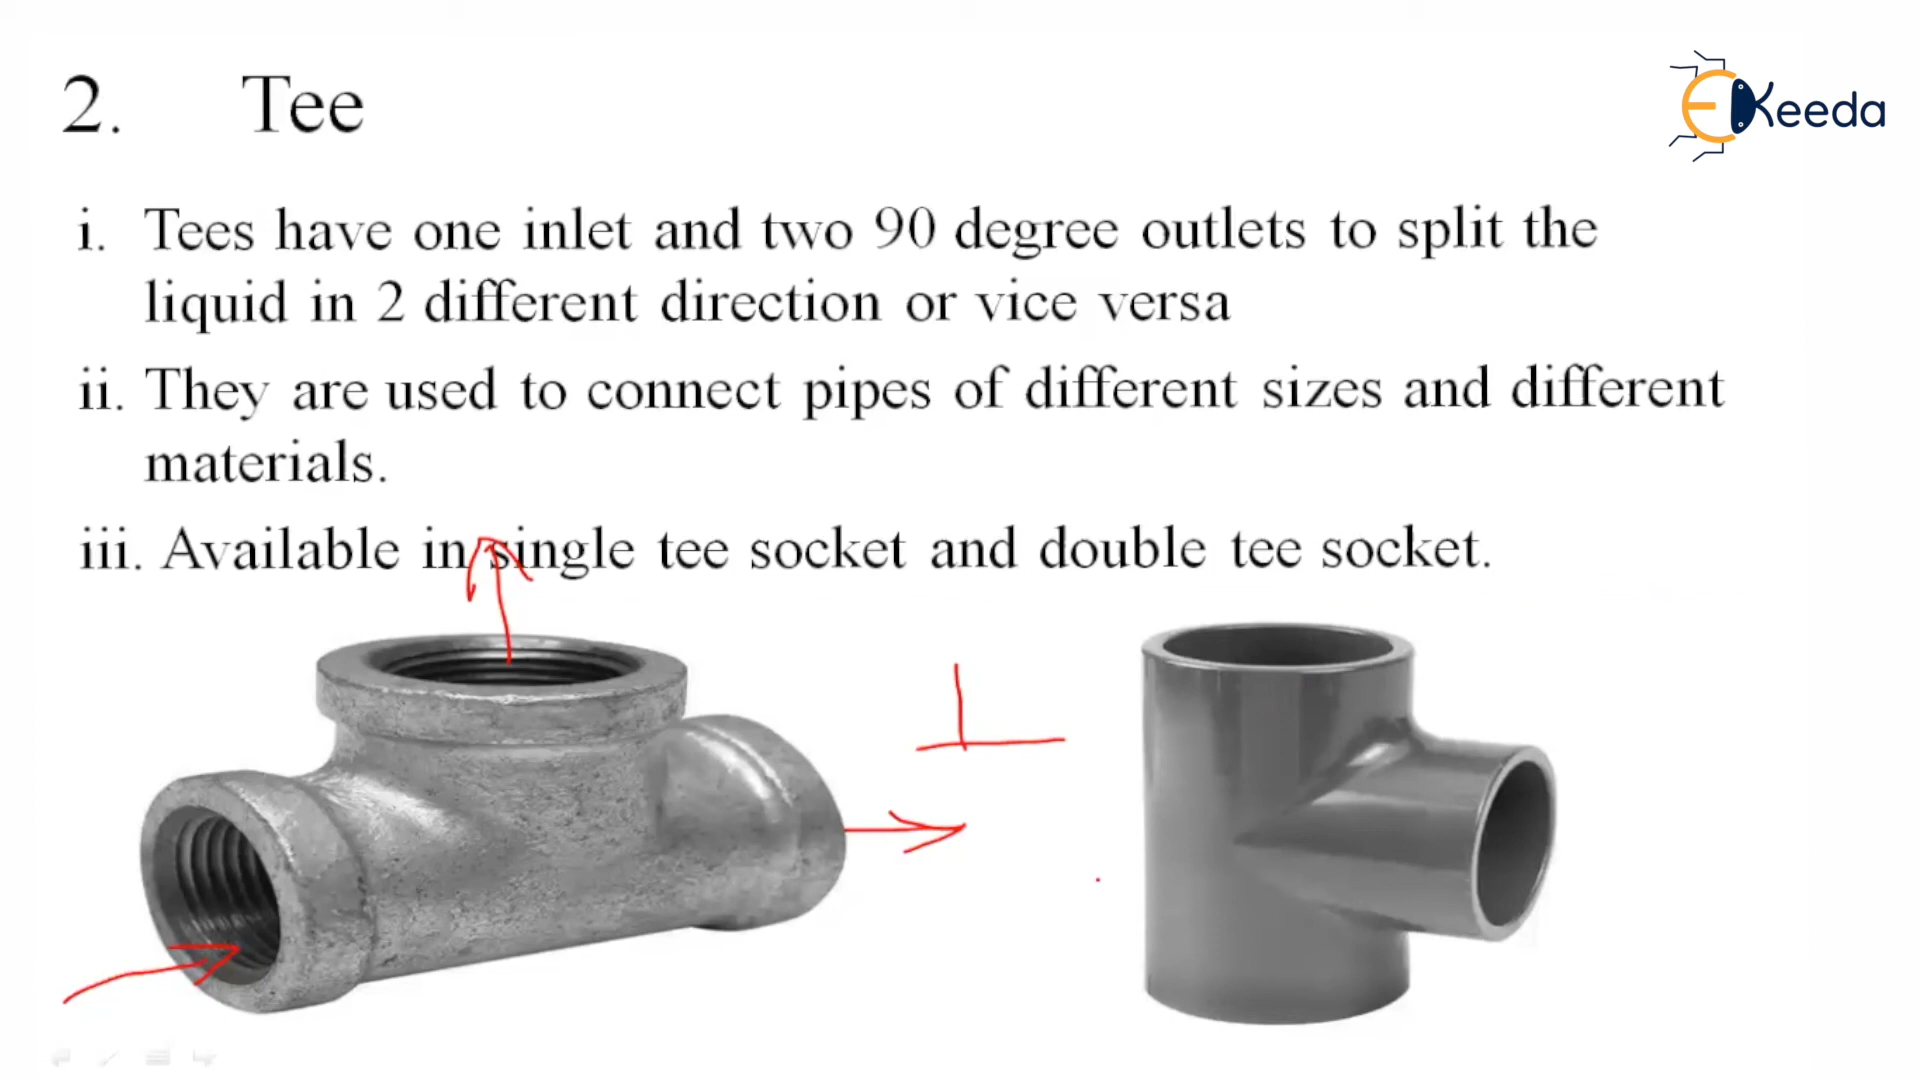 2. Tee
EKeeda
i. Tees have one inlet and two 90 degree outlets to split the
liquid in 2 different direction or vice versa
ii. They are used to connect pipes of different sizes and different
materials.
iii. Available in single tee socket and double tee socket.